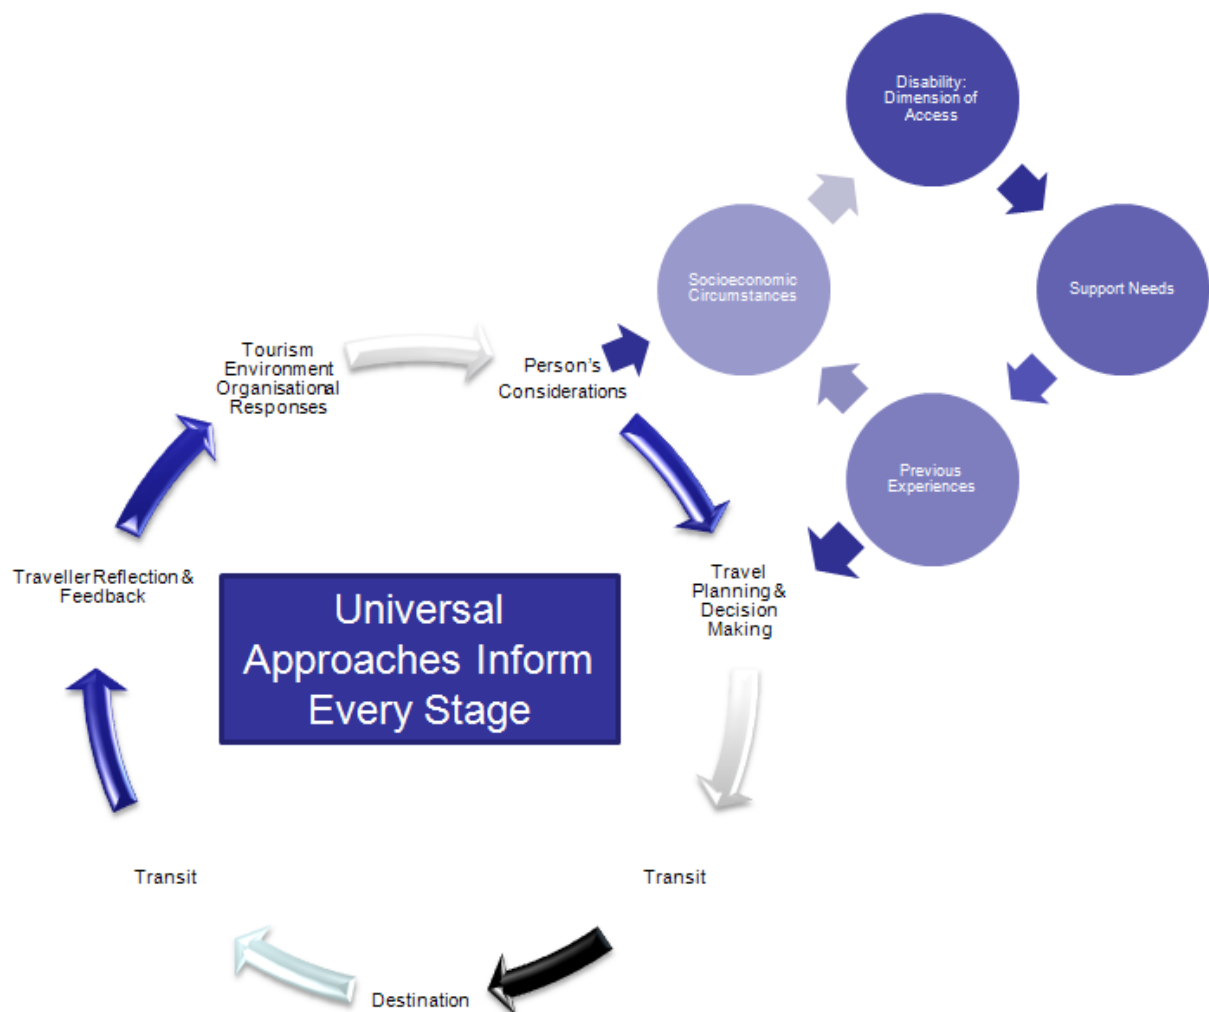 Disability:
Dimension of
Access
Socioeconomic
Circumstances
Support Needs
Previous
Experiences
Tourism
Environment
Organisational
Responses
Person's
Considerations
Travel
Planning &
Decision
Making
Traveller Reflection &
Feedback
Universal
Approaches Inform
Every Stage
Transit
Transit
Destination